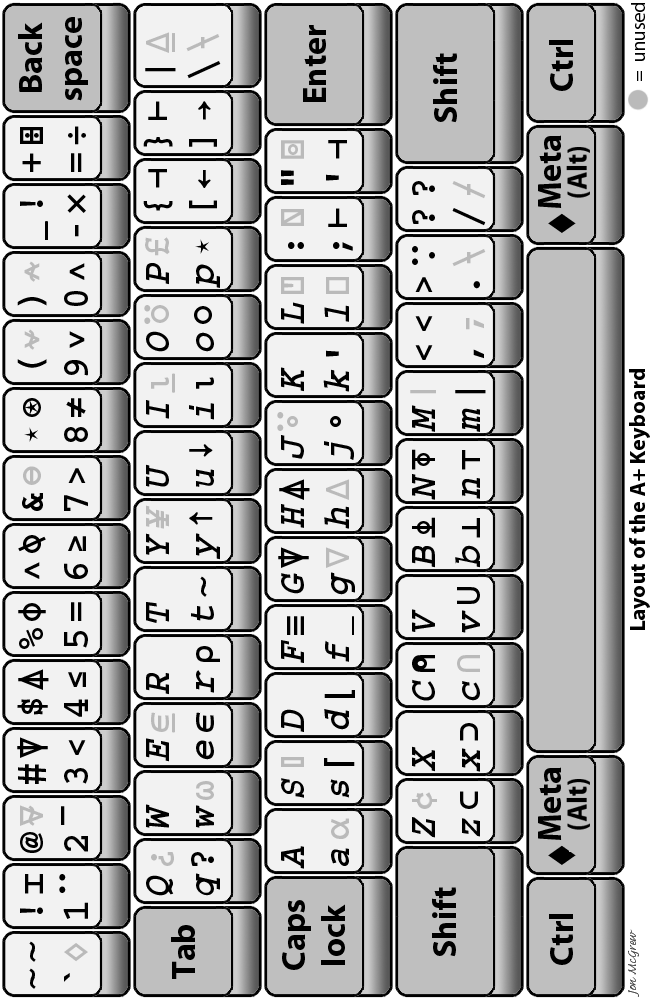 ~~ !⌶ @⍫ #⍒ $⍋ %⌽ ^⍉ &⊖ ⋆⍟ (⍱ )⍲ _! +⌹ Back
`◊ 1¨ 2¯ 3< 4≤ 5= 6≥ 7> 8≠ 9∨ 0∧ -× =÷ space
Tab Q¿ W E⍷ R T Y¥ U I⍸ O⍥ P£ {⊣ }⊢ |⍙
q? w⍵ e∊ r⍴ t~ y↑ u↓ i⍳ o○ p⋆ [← ]→ \⍀
Caps A S⌷ D F≡ G⍒ H⍋ J⍤ K L⍞ :⍂ "⌻ Enter
lock a⍺ s⌈ d⌊ f_ g∇ h∆ j∘ k' l⎕ ;⊢ '⊣
Shift Z¢ X C⍝ V B⍎ N⍕ M| << >¨ ?? Shift
z⊂ x⊃ c∩ v∪ b⊥ n⊤ m| , .⍀ /⌿
Ctrl ◆Meta ◆Meta Ctrl
(Alt) (Alt)
Jon McGrew Layout of the A+ Keyboard = unused